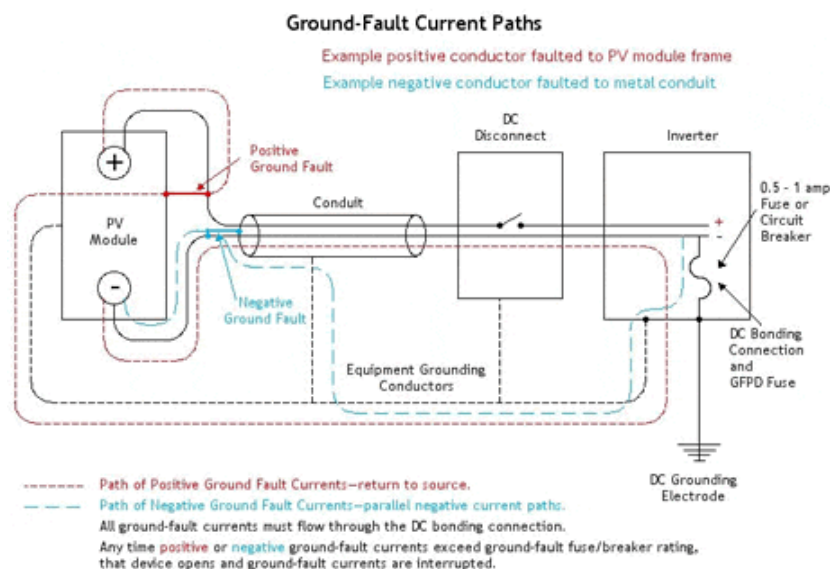 Ground-Fault Current Paths
Example positive conductor faulted to PV module frame
Example negative conductor faulted to metal conduit
DC
Disconnect
Inverter
+
Positive
Ground Fault
Conduit
0.5 - 1 amp
Fuse or
Circuit
Breaker
PV
Module
+
-
-
Negative
Ground Fault
DC Bonding
Connection
and
GFPD Fuse
Equipment Grounding
Conductors
DC Grounding
Electrode
Path of Positive Ground Fault Currents—return to source.
Path of Negative Ground Fault Currents—parallel negative current paths.
All ground-fault currents must flow through the DC bonding connection.
Any time positive or negative ground-fault currents exceed ground-fault fuse/breaker rating,
that device opens and ground-fault currents are interrupted.